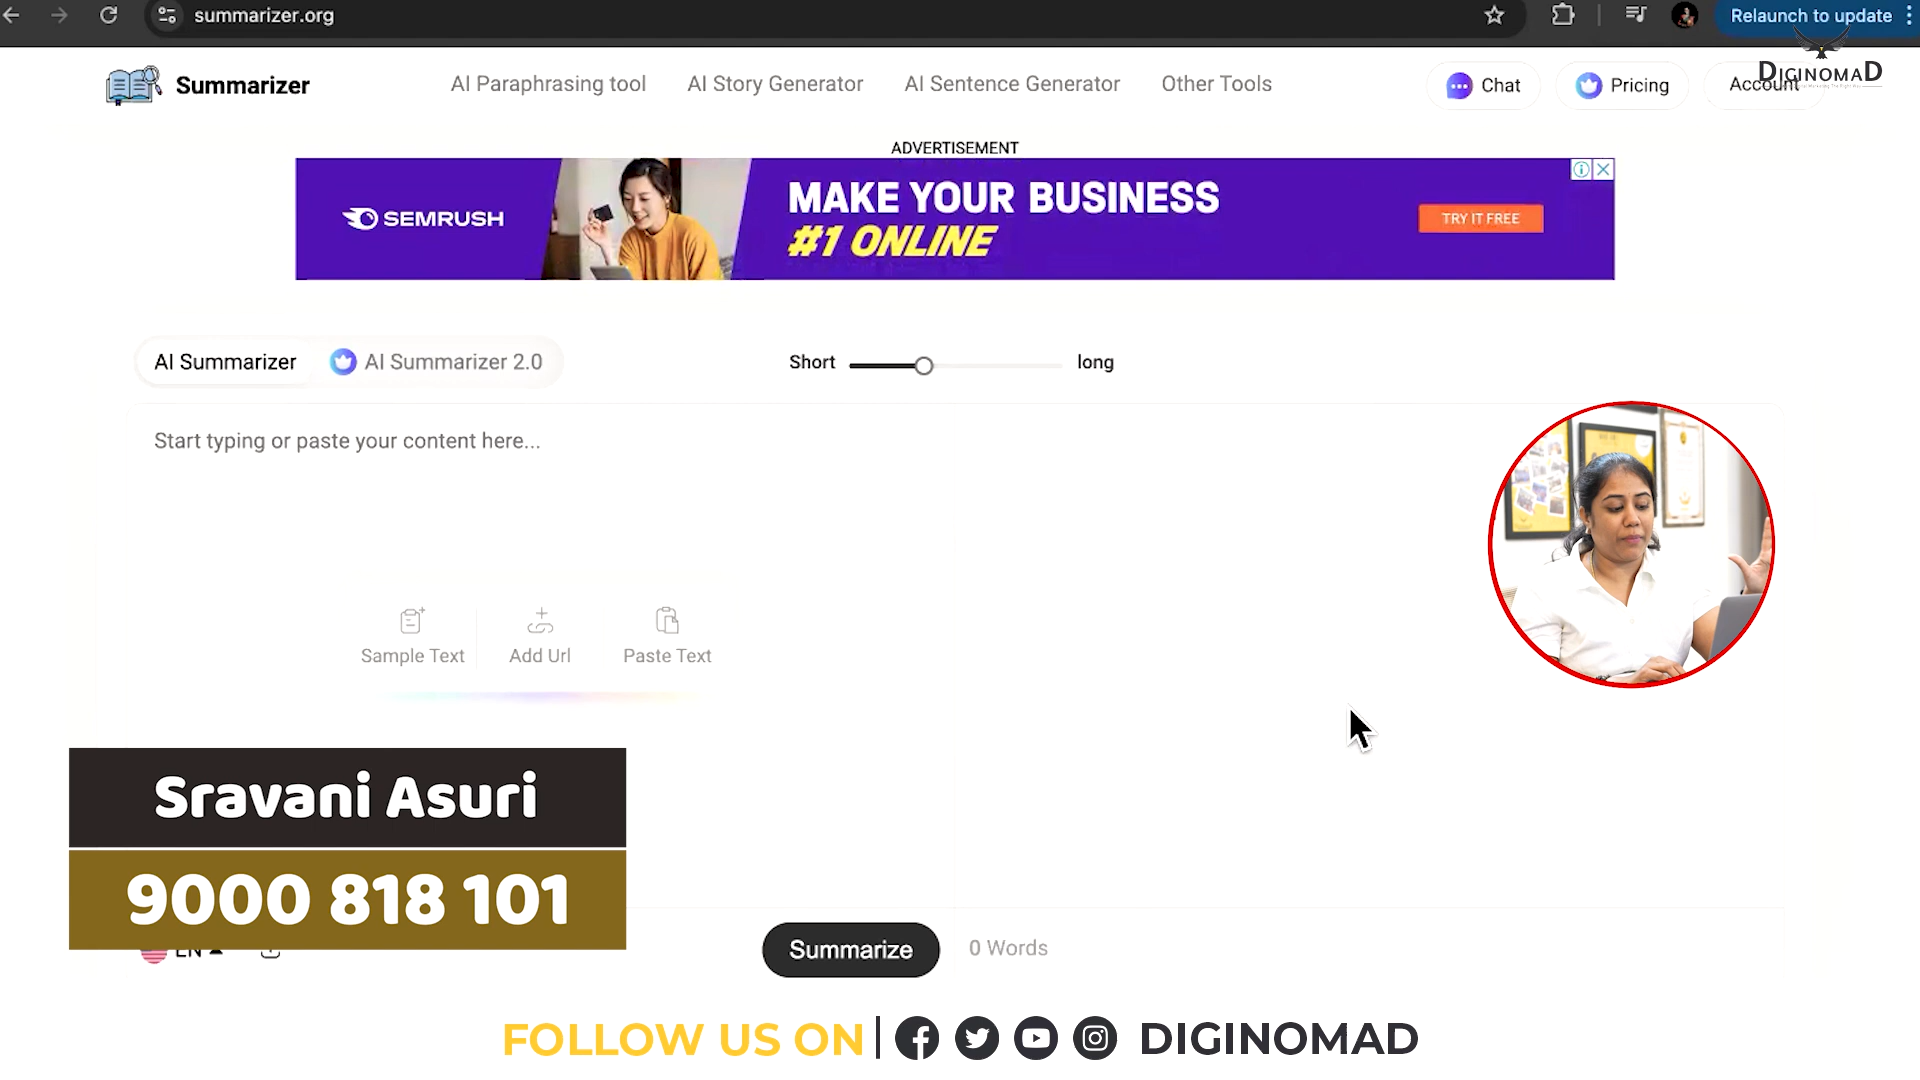 summarizer.org
Relaunch to update
DIGINOMAD
Summarizer
AI Paraphrasing tool
AI Story Generator
AI Sentence Generator
Other Tools
Chat
Pricing
Account
ADVERTISEMENT
SEMRUSH
MAKE YOUR BUSINESS
#1 ONLINE
TRY IT FREE
AI Summarizer
AI Summarizer 2.0
Short
long
Start typing or paste your content here...
Sample Text
Add Url
Paste Text
Sravani Asuri
9000 818 101
EN
Summarize
0 Words
FOLLOW US ON
DIGINOMAD